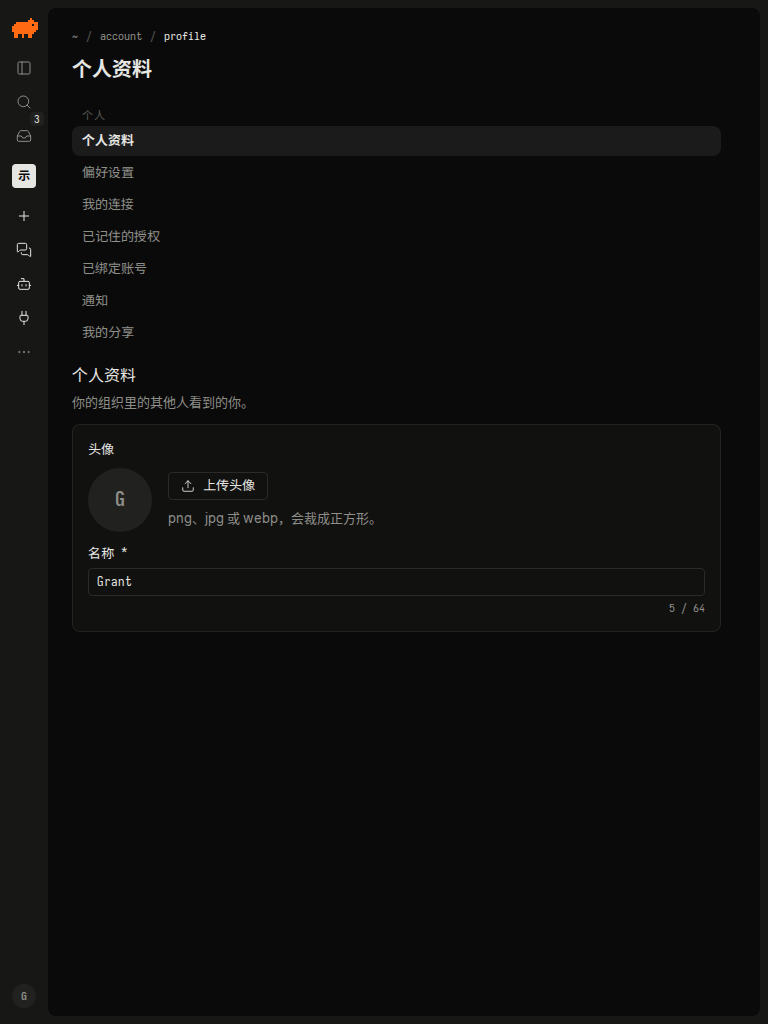 ~ / account / profile
个人资料
3
示
个人
个人资料
偏好设置
我的连接
已记住的授权
已绑定账号
通知
我的分享
个人资料
你的组织里的其他人看到的你。
头像
G
上传头像
png、jpg 或 webp，会裁成正方形。
名称 *
Grant
5 / 64
G